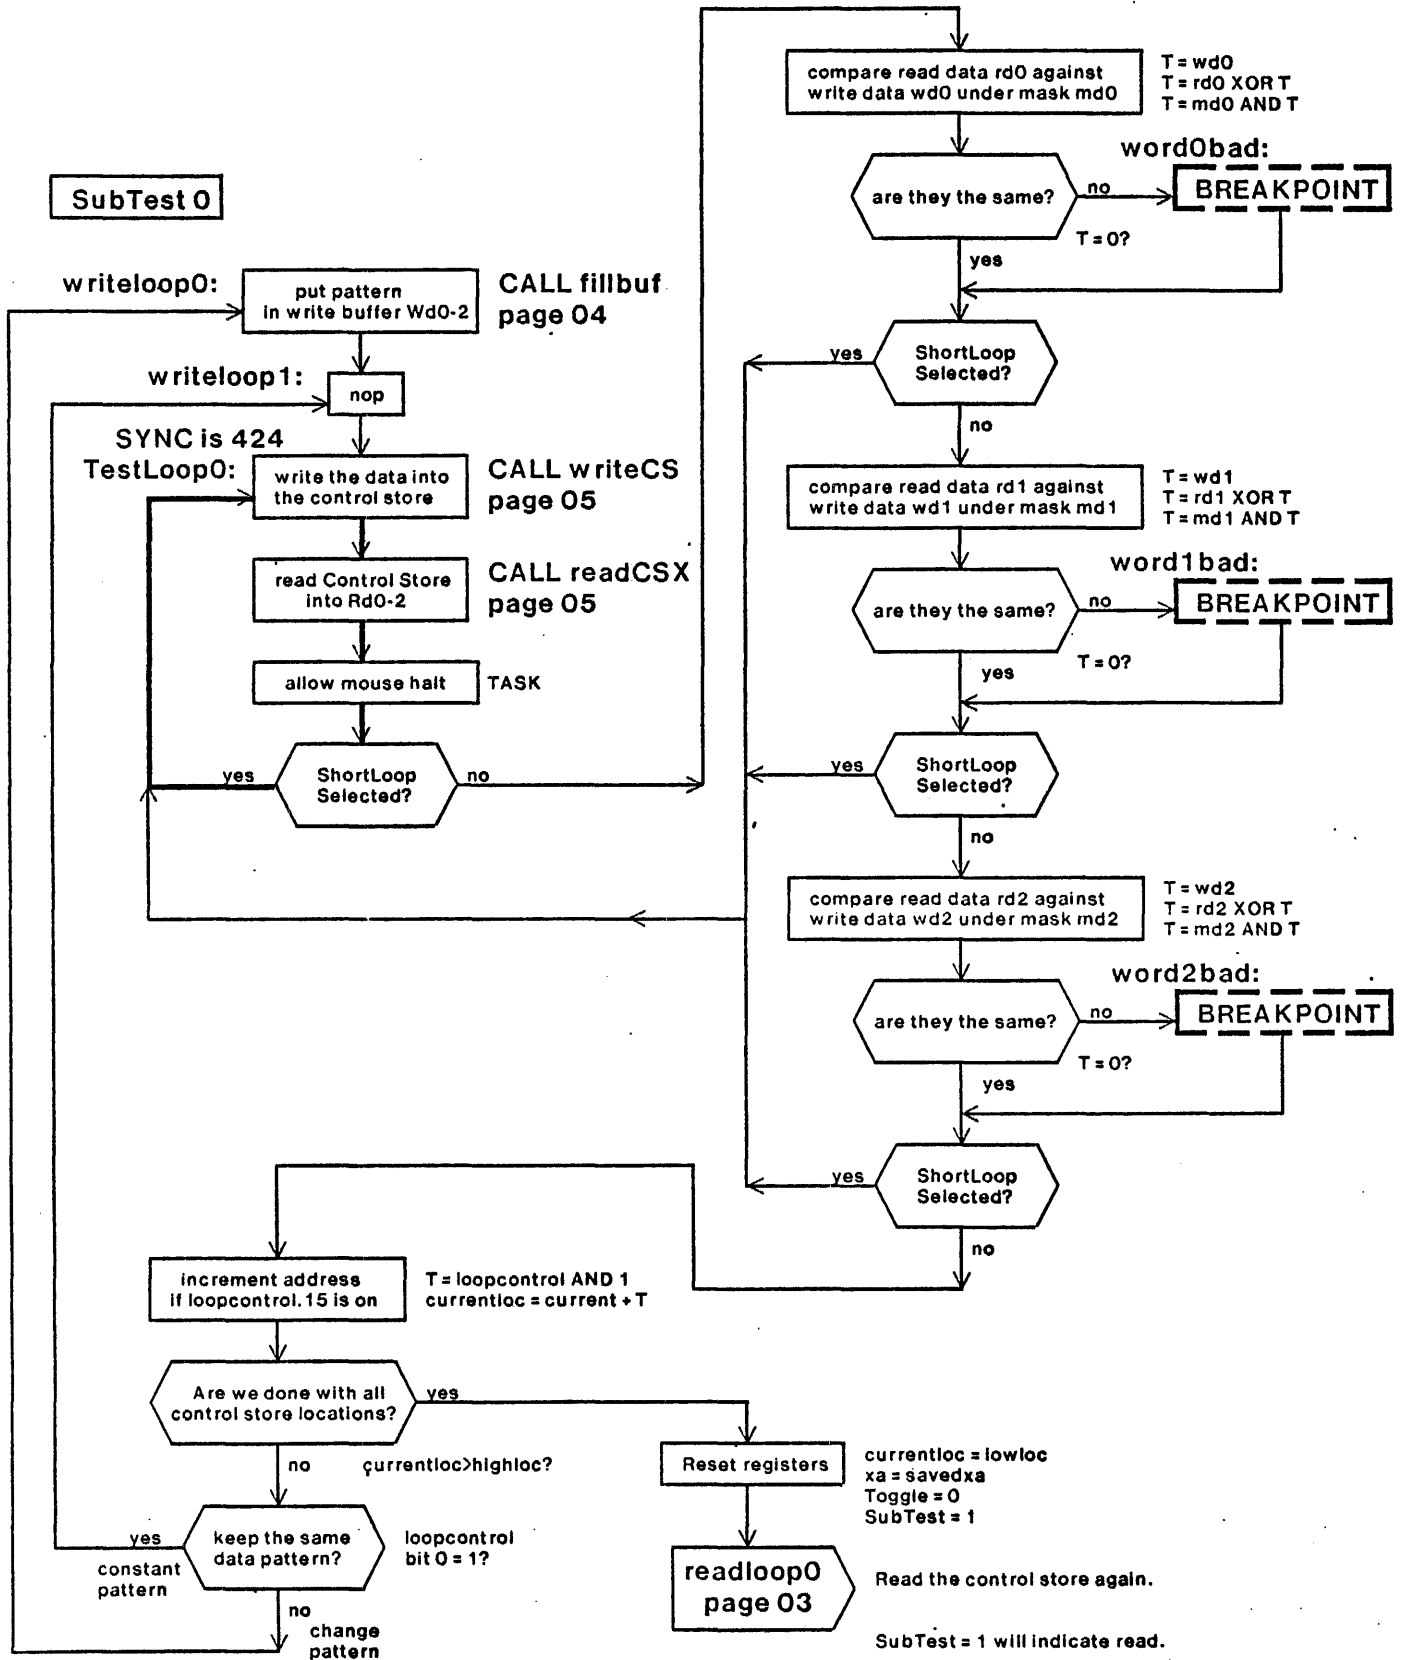 SubTest 0
writeloop0:
put pattern
in write buffer Wd0-2
CALL fillbuf
page 04
writeloop1:
nop
SYNC is 424
TestLoop0:
write the data into
the control store
CALL writeCS
page 05
read Control Store
into Rd0-2
CALL readCSX
page 05
allow mouse halt
TASK
yes
ShortLoop
Selected?
no
compare read data rd0 against
write data wd0 under mask md0
T = wd0
T = rd0 XOR T
T = md0 AND T
word0bad:
are they the same?
no
BREAKPOINT
T = 0?
yes
yes
ShortLoop
Selected?
no
compare read data rd1 against
write data wd1 under mask md1
T = wd1
T = rd1 XOR T
T = md1 AND T
word1bad:
are they the same?
no
BREAKPOINT
T = 0?
yes
yes
ShortLoop
Selected?
no
compare read data rd2 against
write data wd2 under mask md2
T = wd2
T = rd2 XOR T
T = md2 AND T
word2bad:
are they the same?
no
BREAKPOINT
T = 0?
yes
yes
ShortLoop
Selected?
no
increment address
if loopcontrol.15 is on
T = loopcontrol AND 1
currentloc = current + T
Are we done with all
control store locations?
yes
no
currentloc>highloc?
Reset registers
currentloc = lowloc
xa = savedxa
Toggle = 0
SubTest = 1
yes
keep the same
data pattern?
loopcontrol
bit 0 = 1?
constant
pattern
no
change
pattern
readloop0
page 03
Read the control store again.
SubTest = 1 will indicate read.